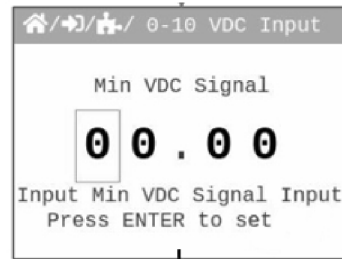 / / / 0-10 VDC Input
Min VDC Signal
00.00
Input Min VDC Signal Input
Press ENTER to set